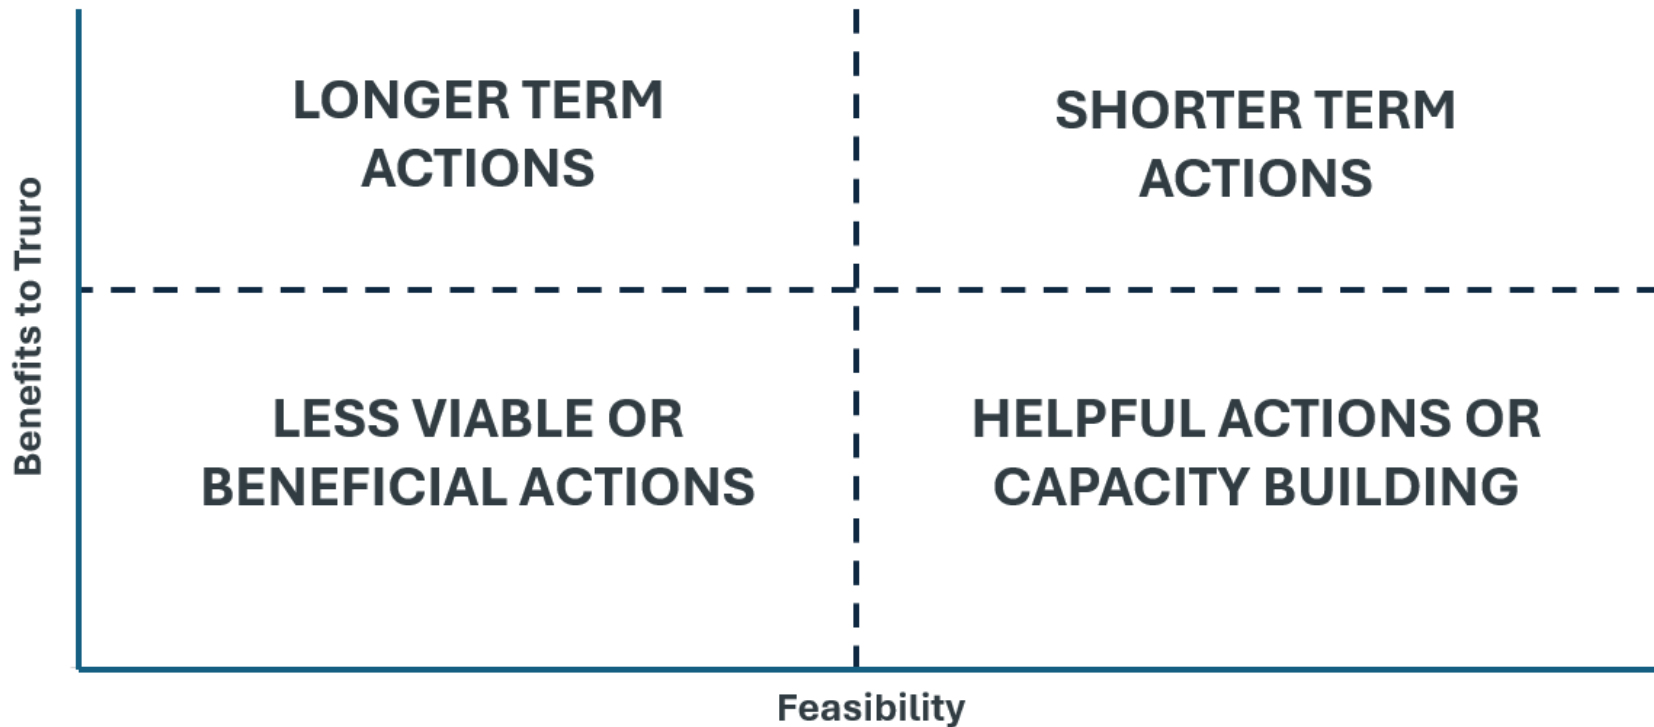 LONGER TERM
ACTIONS
SHORTER TERM
ACTIONS
Benefits to Truro
LESS VIABLE OR
BENEFICIAL ACTIONS
HELPFUL ACTIONS OR
CAPACITY BUILDING
Feasibility